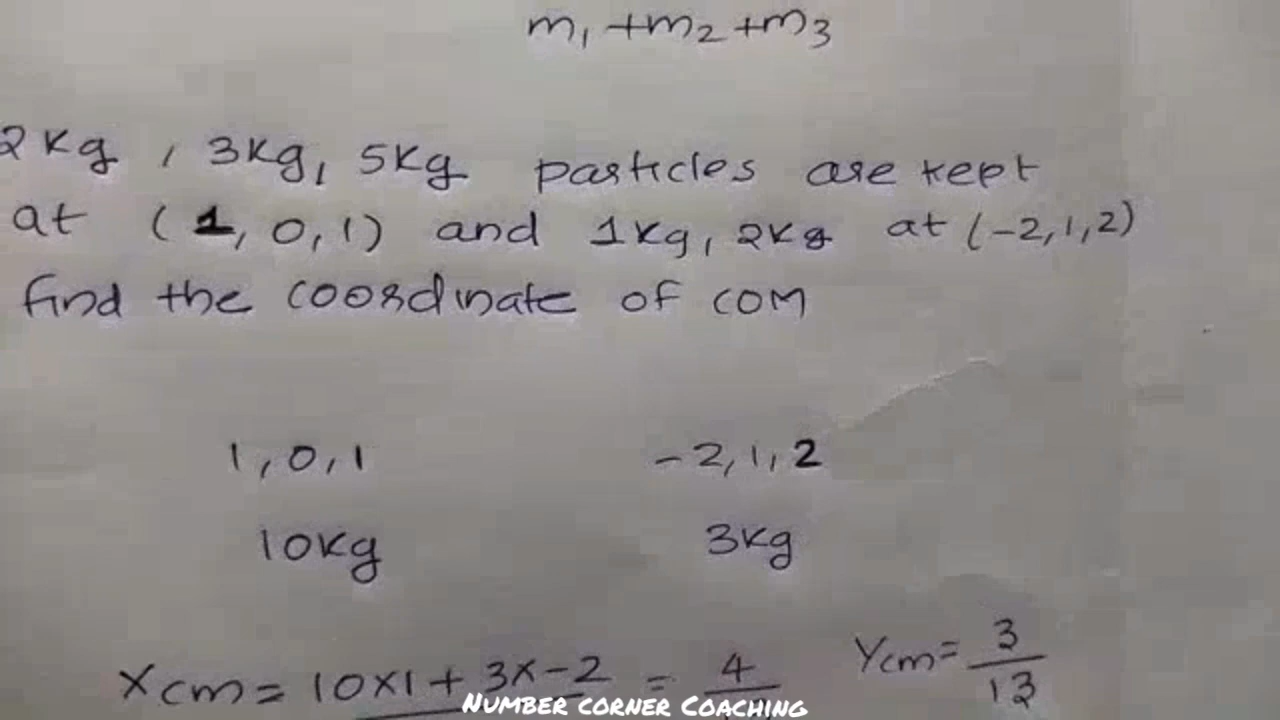 m₁ + m₂ + m₃
2Kg , 3Kg, 5Kg particles are kept
at (1, 0, 1) and 1Kg, 2Kg at (-2, 1, 2)
find the coordinate of COM
1, 0, 1 -2, 1, 2
10Kg 3Kg
Xcm = 10×1 + 3×-2 = 4 Ycm = 3/13
NUMBER CORNER COACHING